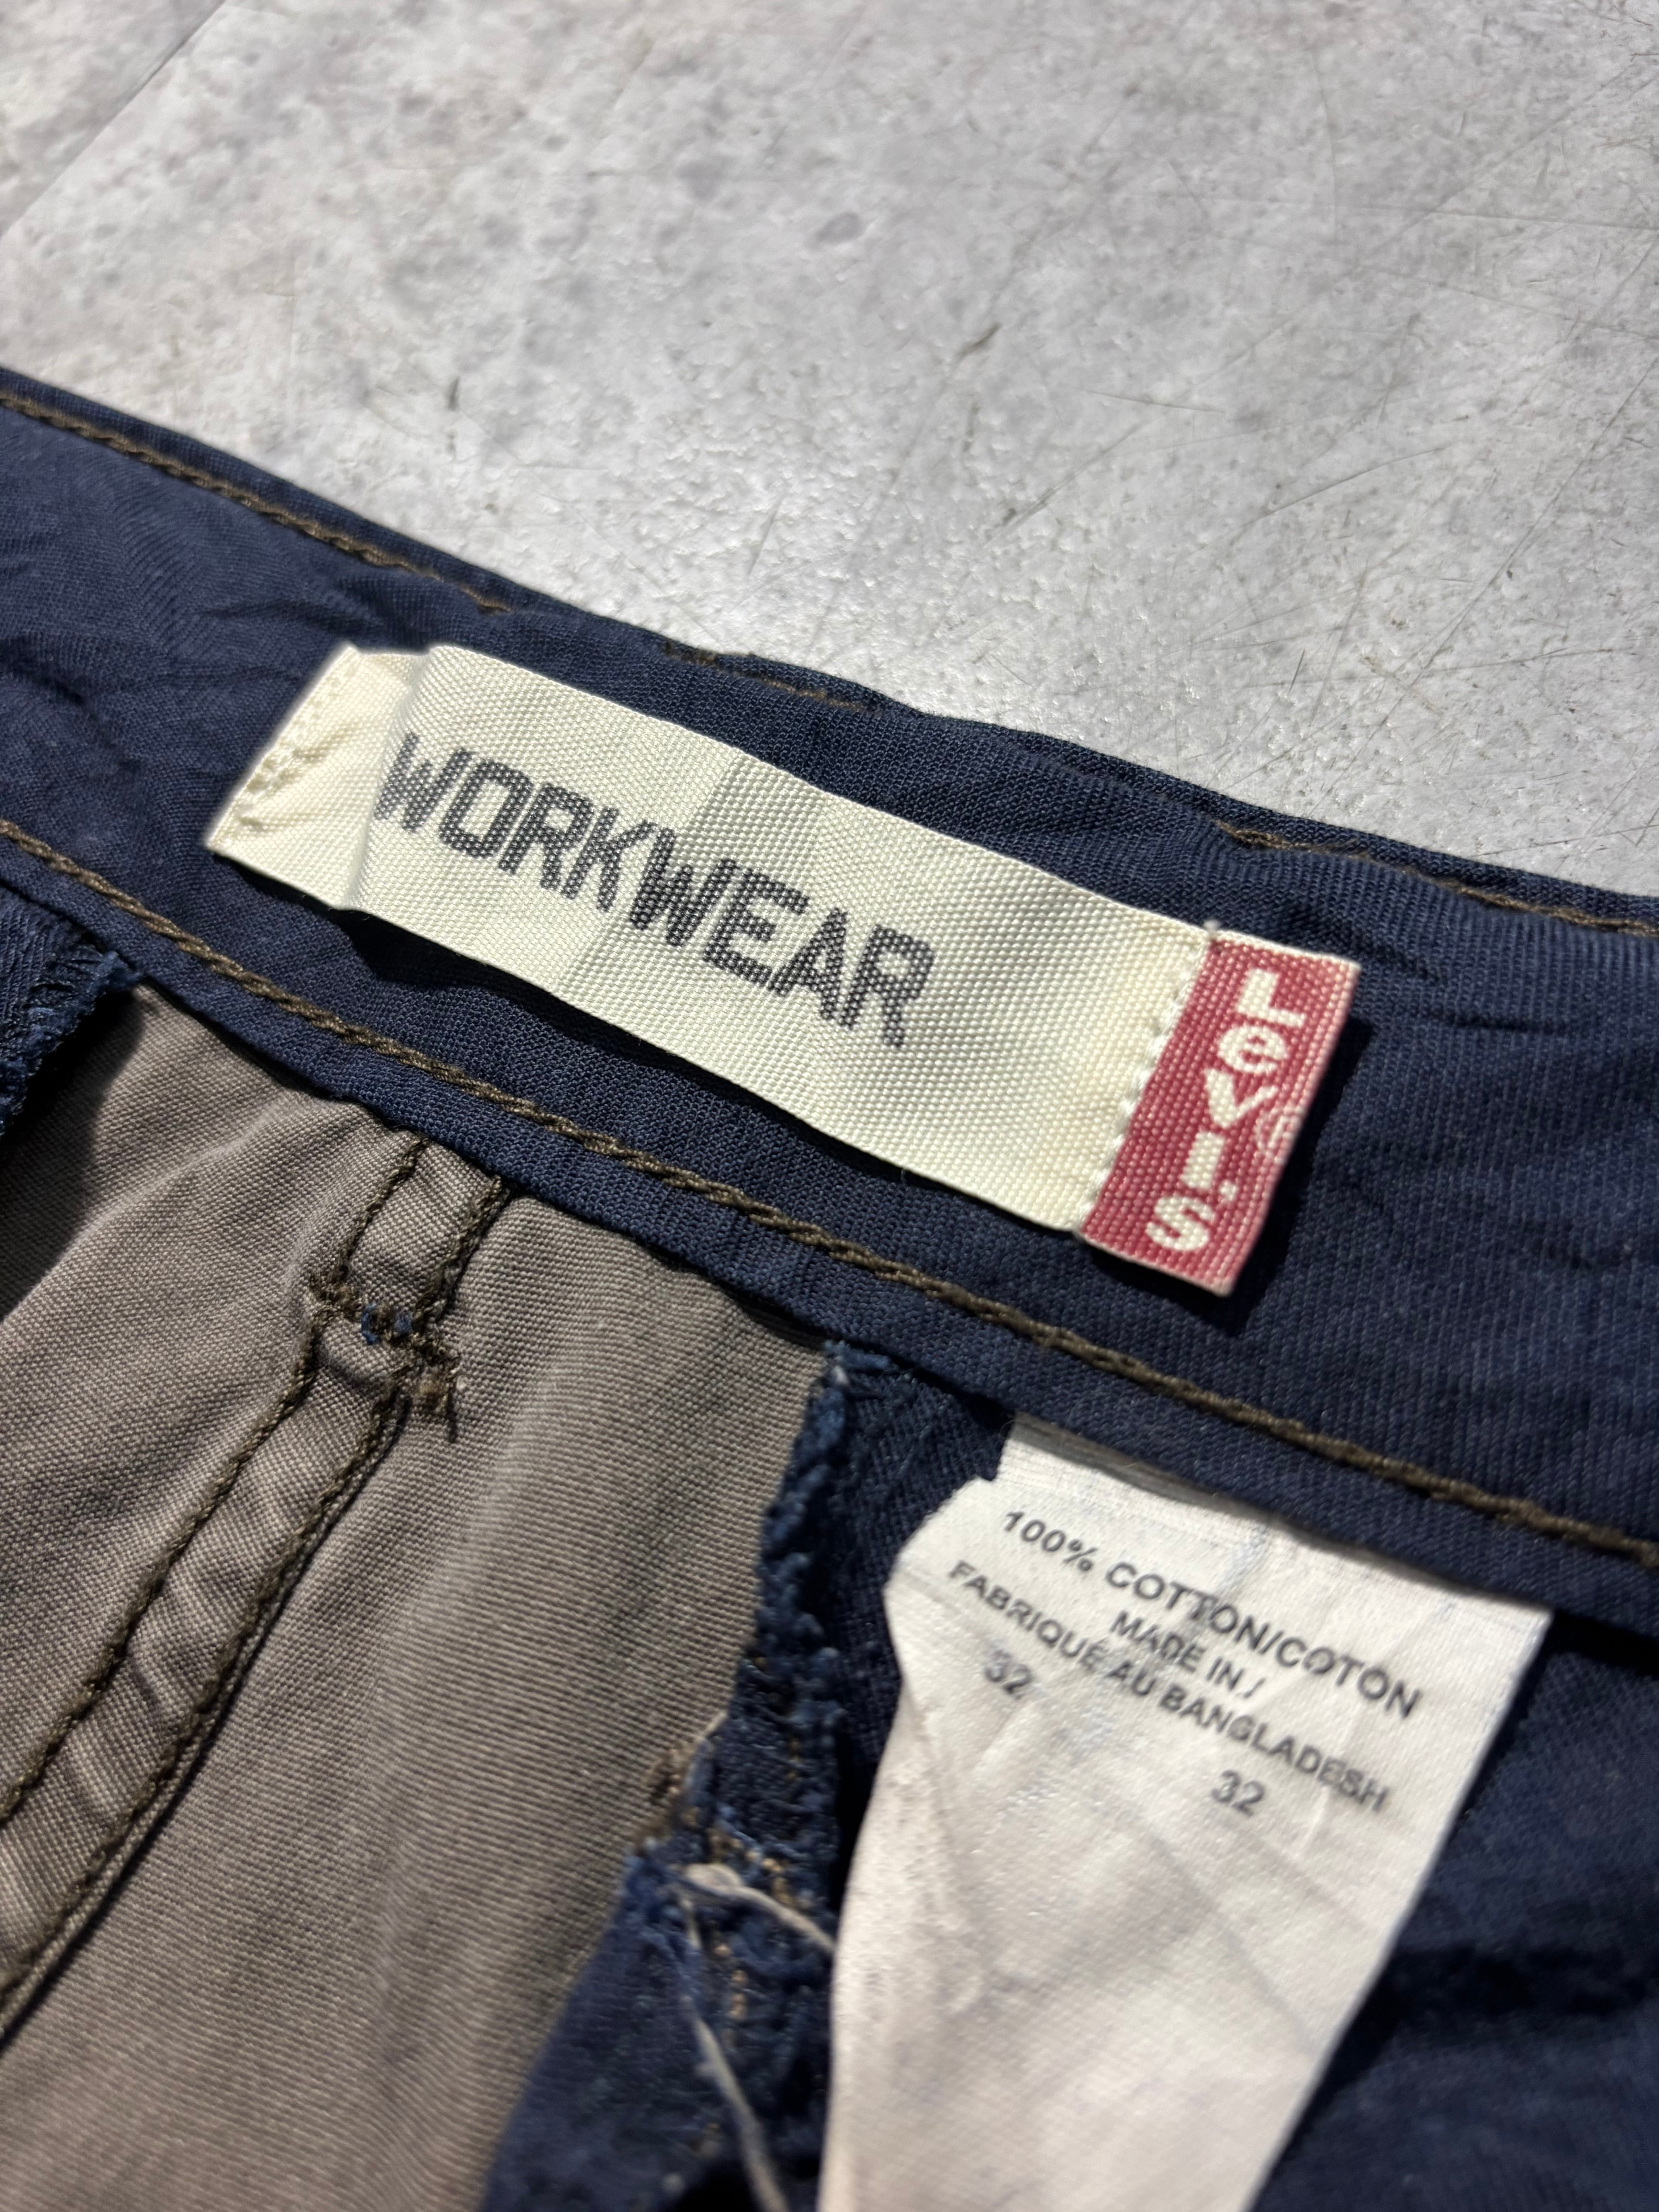 WORKWEAR
Levi's®
100% COTTON/COTON
MADE IN/
FABRIQUÉ AU BANGLADESH
32 32